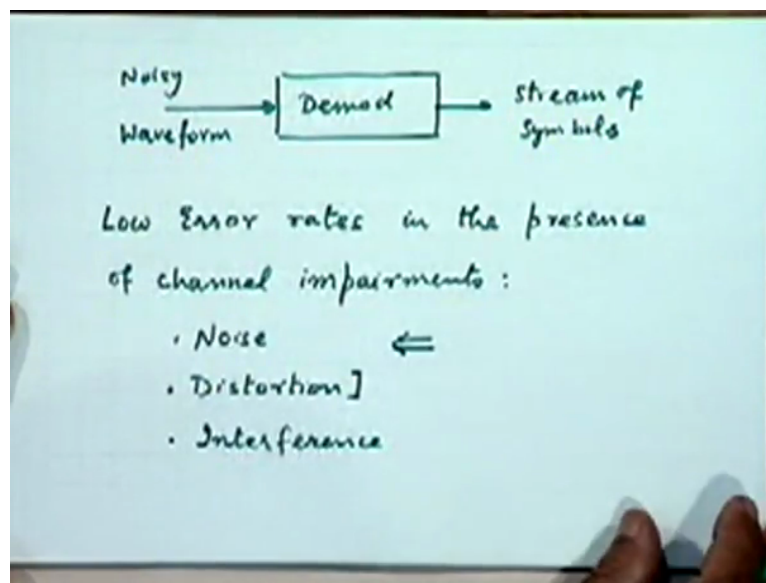 Noisy
Waveform
Demod
Stream of
Symbols
Low Error rates in the presence
of channel impairments :
. Noise ⇐
. Distortion ]
. Interference